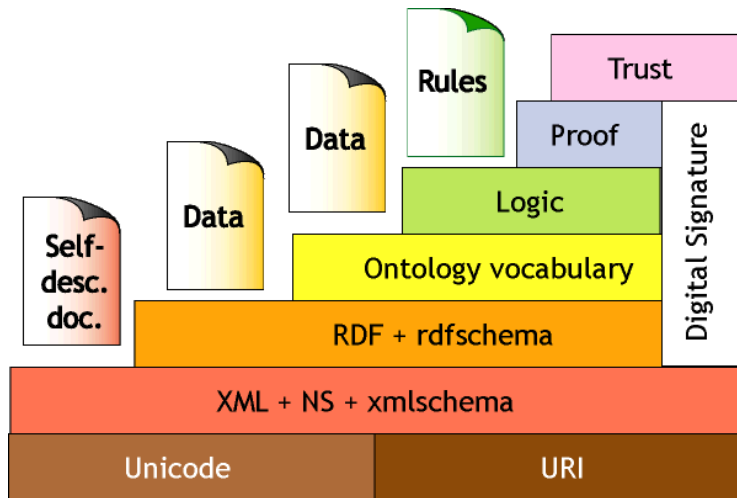 Rules
Trust
Data
Proof
Data
Logic
Self-
desc.
doc.
Ontology vocabulary
Digital Signature
RDF + rdfschema
XML + NS + xmlschema
Unicode
URI